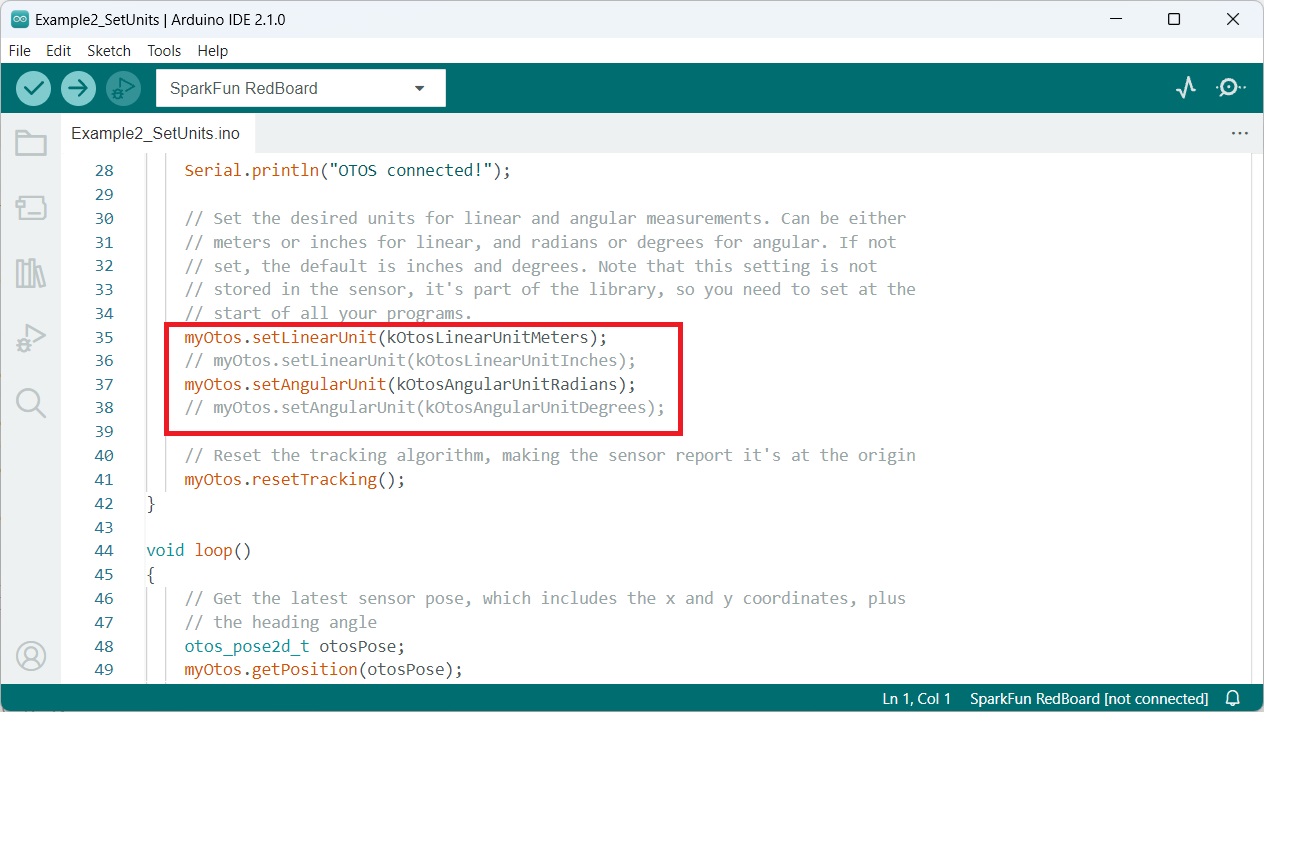 Example2_SetUnits | Arduino IDE 2.1.0
File Edit Sketch Tools Help
SparkFun RedBoard
Example2_SetUnits.ino
28 Serial.println("OTOS connected!");
29
30 // Set the desired units for linear and angular measurements. Can be either
31 // meters or inches for linear, and radians or degrees for angular. If not
32 // set, the default is inches and degrees. Note that this setting is not
33 // stored in the sensor, it's part of the library, so you need to set at the
34 // start of all your programs.
35 myOtos.setLinearUnit(kOtosLinearUnitMeters);
36 // myOtos.setLinearUnit(kOtosLinearUnitInches);
37 myOtos.setAngularUnit(kOtosAngularUnitRadians);
38 // myOtos.setAngularUnit(kOtosAngularUnitDegrees);
39
40 // Reset the tracking algorithm, making the sensor report it's at the origin
41 myOtos.resetTracking();
42 }
43
44 void loop()
45 {
46 // Get the latest sensor pose, which includes the x and y coordinates, plus
47 // the heading angle
48 otos_pose2d_t otosPose;
49 myOtos.getPosition(otosPose);
Ln 1, Col 1 SparkFun RedBoard [not connected]